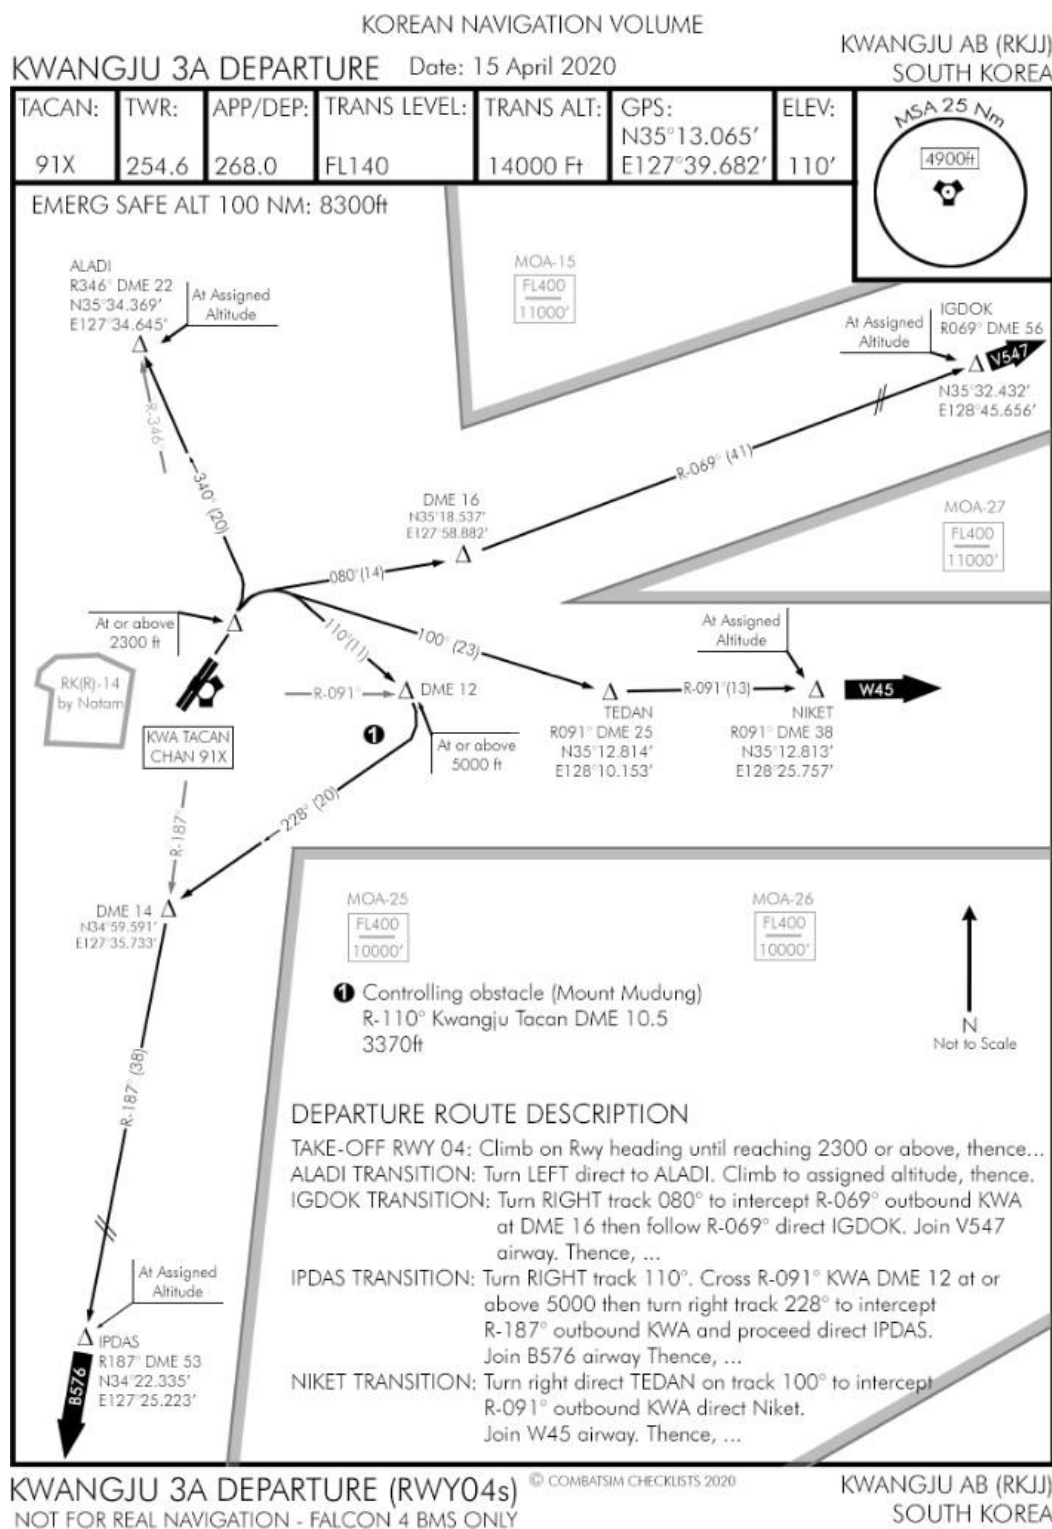 KOREAN NAVIGATION VOLUME
KWANGJU 3A DEPARTURE Date: 15 April 2020
KWANGJU AB (RKJJ)
SOUTH KOREA
TACAN: TWR: APP/DEP: TRANS LEVEL: TRANS ALT: GPS: ELEV:
N35°13.065’
91X 254.6 268.0 FL140 14000 Ft E127°39.682’ 110’
MSA 25 Nm
4900ft
EMERG SAFE ALT 100 NM: 8300ft
ALADI
R346° DME 22
N35°34.369’
E127°34.645’
At Assigned
Altitude
MOA-15
FL400
11000’
At Assigned
Altitude
IGDOK
R069° DME 56
V547
N35°32.432’
E128°45.656’
R-346°
340° (20)
R-069° (41)
DME 16
N35°18.537’
E127°58.882’
MOA-27
FL400
11000’
080°(14)
At or above
2300 ft
110°(11)
100° (23)
At Assigned
Altitude
RK(R)-14
by Notam
R-091°
DME 12
R-091°(13)
W45
KWA TACAN
CHAN 91X
1
At or above
5000 ft
TEDAN
R091° DME 25
N35°12.814’
E128°10.153’
NIKET
R091° DME 38
N35°12.813’
E128°25.757’
R-187°
228° (20)
DME 14
N34°59.591’
E127°35.733’
MOA-25
FL400
10000’
MOA-26
FL400
10000’
1 Controlling obstacle (Mount Mudung)
R-110° Kwangju Tacan DME 10.5
3370ft
N
Not to Scale
R-187° (38)
DEPARTURE ROUTE DESCRIPTION
TAKE-OFF RWY 04: Climb on Rwy heading until reaching 2300 or above, thence...
ALADI TRANSITION: Turn LEFT direct to ALADI. Climb to assigned altitude, thence.
IGDOK TRANSITION: Turn RIGHT track 080° to intercept R-069° outbound KWA
at DME 16 then follow R-069° direct IGDOK. Join V547
airway. Thence, ...
IPDAS TRANSITION: Turn RIGHT track 110°. Cross R-091° KWA DME 12 at or
above 5000 then turn right track 228° to intercept
R-187° outbound KWA and proceed direct IPDAS.
Join B576 airway Thence, ...
NIKET TRANSITION: Turn right direct TEDAN on track 100° to intercept
R-091° outbound KWA direct Niket.
Join W45 airway. Thence, ...
At Assigned
Altitude
IPDAS
R187° DME 53
N34°22.335’
E127°25.223’
B576
KWANGJU 3A DEPARTURE (RWY04s)
© COMBATSIM CHECKLISTS 2020
KWANGJU AB (RKJJ)
SOUTH KOREA
NOT FOR REAL NAVIGATION - FALCON 4 BMS ONLY